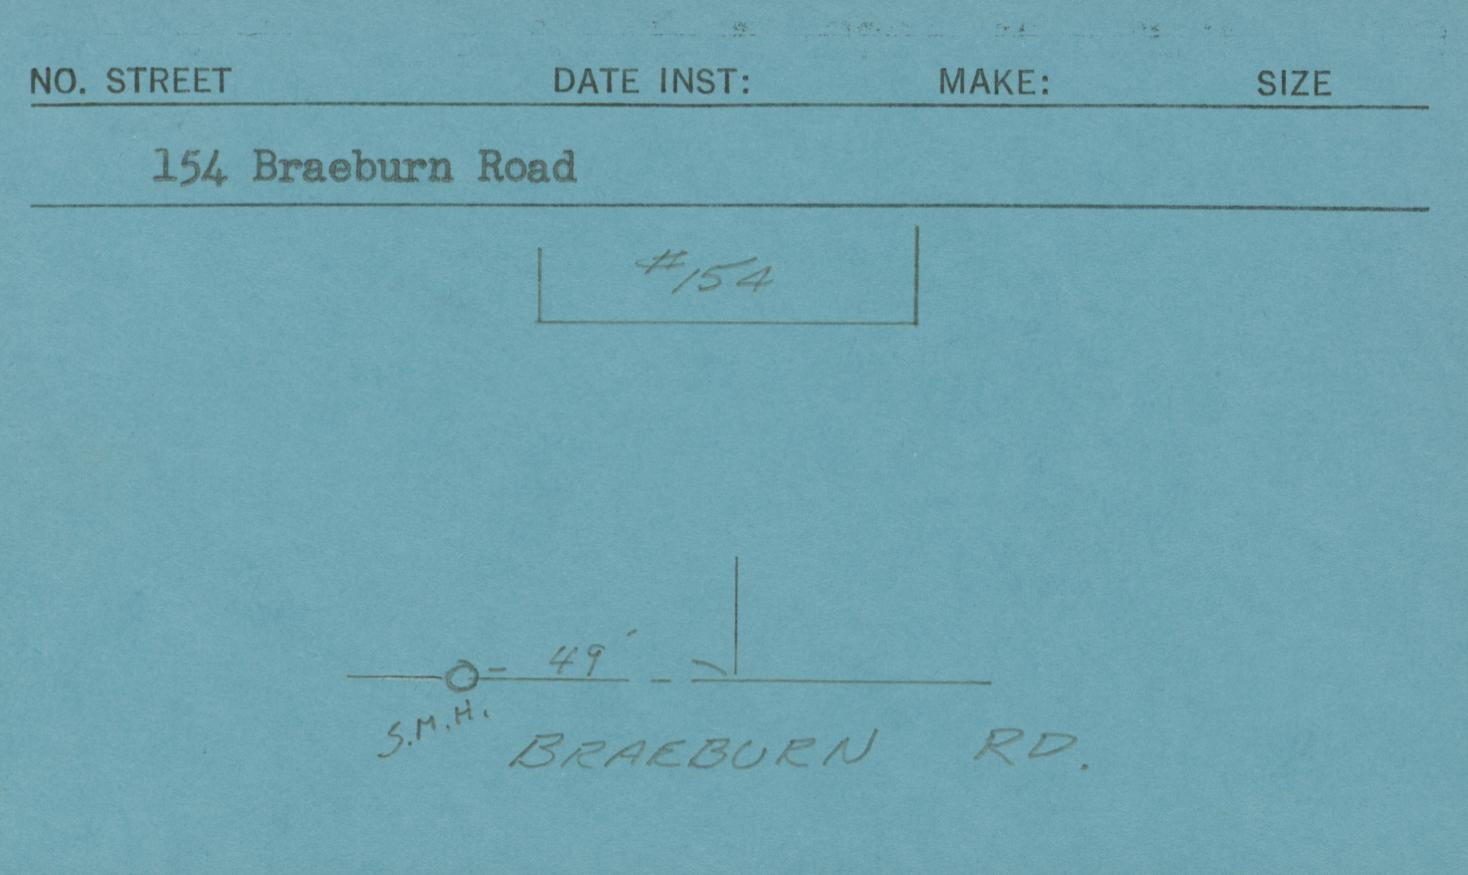 NO. STREET DATE INST: MAKE: SIZE
154 Braeburn Road
#154
49'
S.M.H.
BRAEBURN RD.